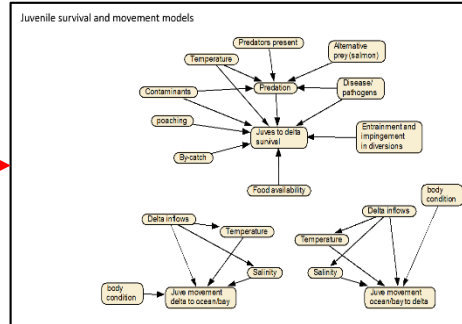 Juvenile survival and movement models
Predators present
Alternative
prey (salmon)
Temperature
Contaminants
Predation
Disease/
pathogens
poaching
Juves to delta
survival
Entrainment and
impingement
in diversions
By-catch
Food availability
body
condition
Delta inflows
Temperature
Salinity
body
condition
Juve movement
delta to ocean/bay
Delta inflows
Temperature
Salinity
Juve movement
ocean/bay to delta